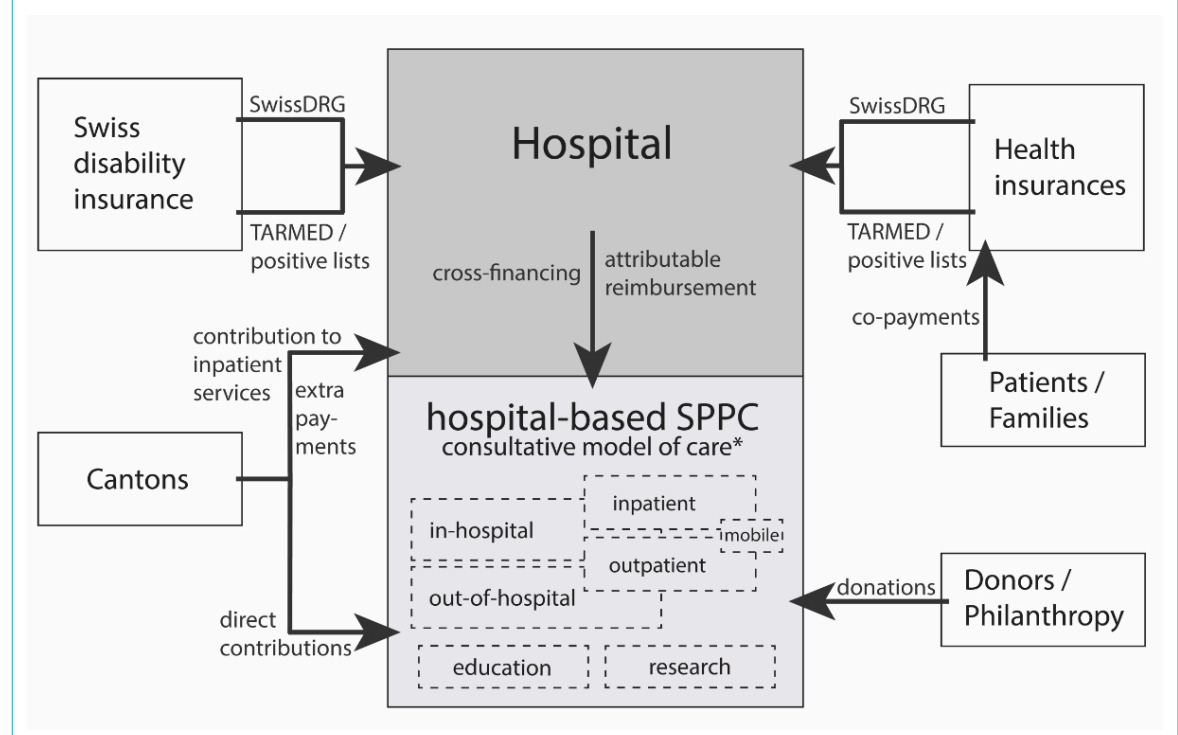 Swiss
disability
insurance
SwissDRG
TARMED /
positive lists
Hospital
cross-financing
attributable
reimbursement
SwissDRG
TARMED /
positive lists
Health
insurances
co-payments
Patients /
Families
contribution to
inpatient
services
extra
pay-
ments
Cantons
direct
contributions
hospital-based SPPC
consultative model of care*
in-hospital
inpatient
mobile
outpatient
out-of-hospital
education
research
donations
Donors /
Philanthropy